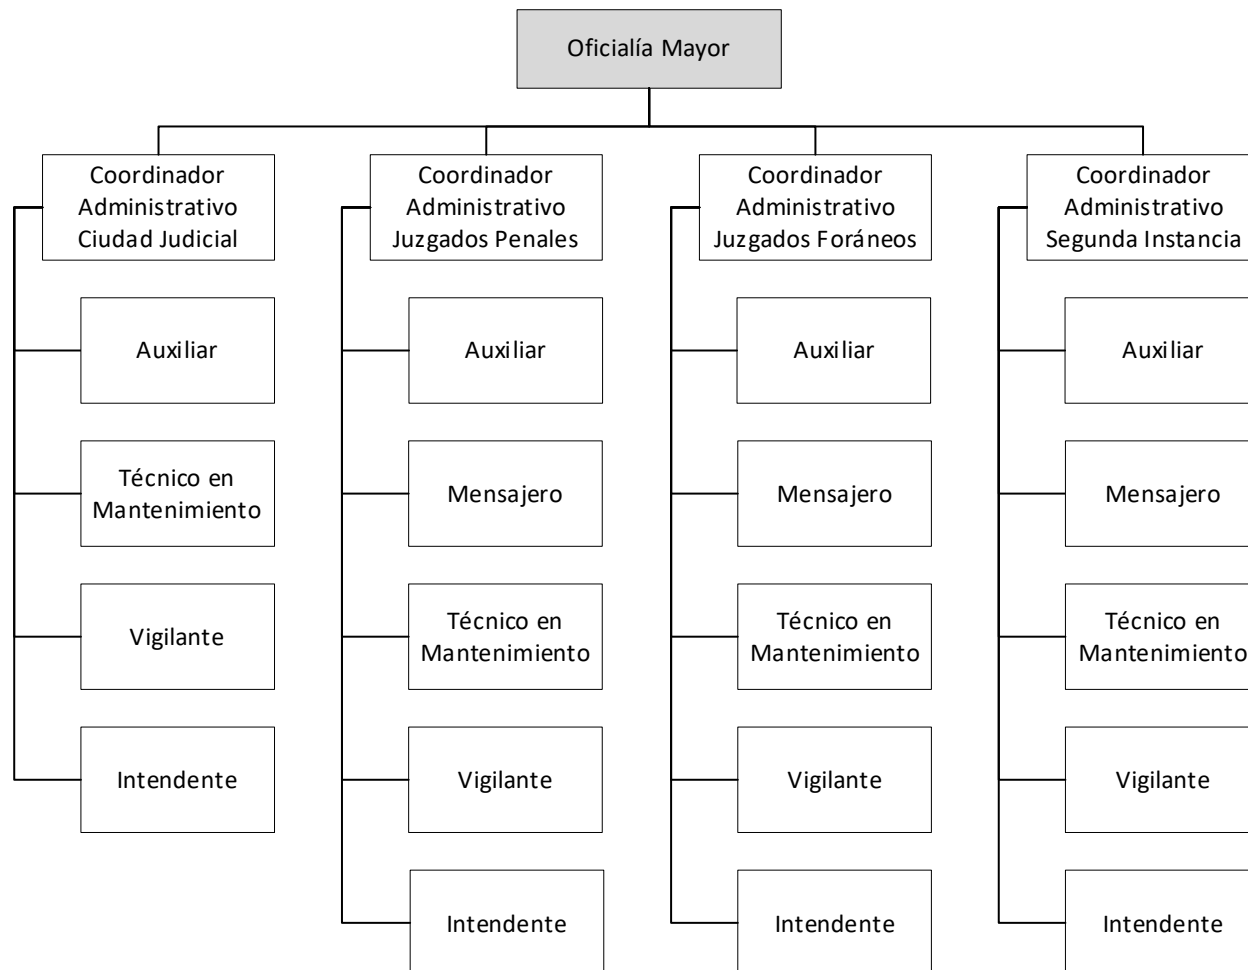 Oficialía Mayor
Coordinador
Administrativo
Ciudad Judicial
Coordinador
Administrativo
Juzgados Penales
Coordinador
Administrativo
Juzgados Foráneos
Coordinador
Administrativo
Segunda Instancia
Auxiliar
Auxiliar
Auxiliar
Auxiliar
Técnico en
Mantenimiento
Mensajero
Mensajero
Mensajero
Vigilante
Técnico en
Mantenimiento
Técnico en
Mantenimiento
Técnico en
Mantenimiento
Intendente
Vigilante
Vigilante
Vigilante
Intendente
Intendente
Intendente